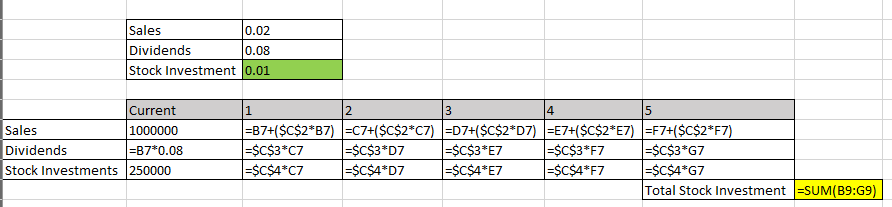 Sales 0.02
Dividends 0.08
Stock Investment 0.01
Current 1 2 3 4 5
Sales 1000000 =B7+($C$2*B7) =C7+($C$2*C7) =D7+($C$2*D7) =E7+($C$2*E7) =F7+($C$2*F7)
Dividends =B7*0.08 =$C$3*C7 =$C$3*D7 =$C$3*E7 =$C$3*F7 =$C$3*G7
Stock Investments 250000 =$C$4*C7 =$C$4*D7 =$C$4*E7 =$C$4*F7 =$C$4*G7
Total Stock Investment =SUM(B9:G9)